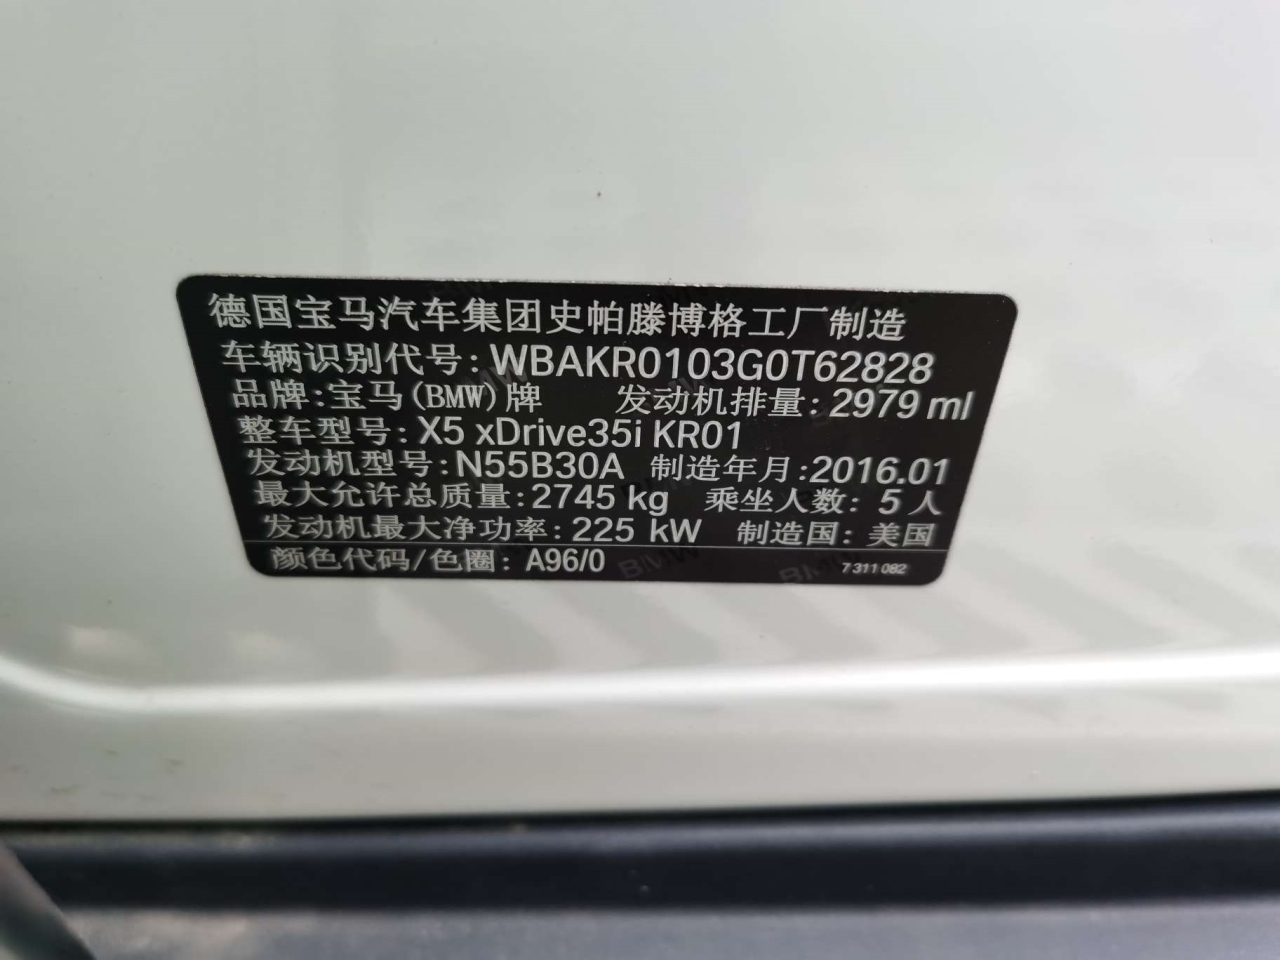 德国宝马汽车集团史帕滕博格工厂制造
车辆识别代号: WBAKR0103G0T62828
品牌:宝马(BMW)牌 发动机排量: 2979 ml
整车型号: X5 xDrive35i KR01
发动机型号: N55B30A 制造年月:2016.01
最大允许总质量:2745 kg 乘坐人数: 5 人
发动机最大净功率: 225 kW 制造国: 美国
颜色代码/色圈: A96/0 7 311 082